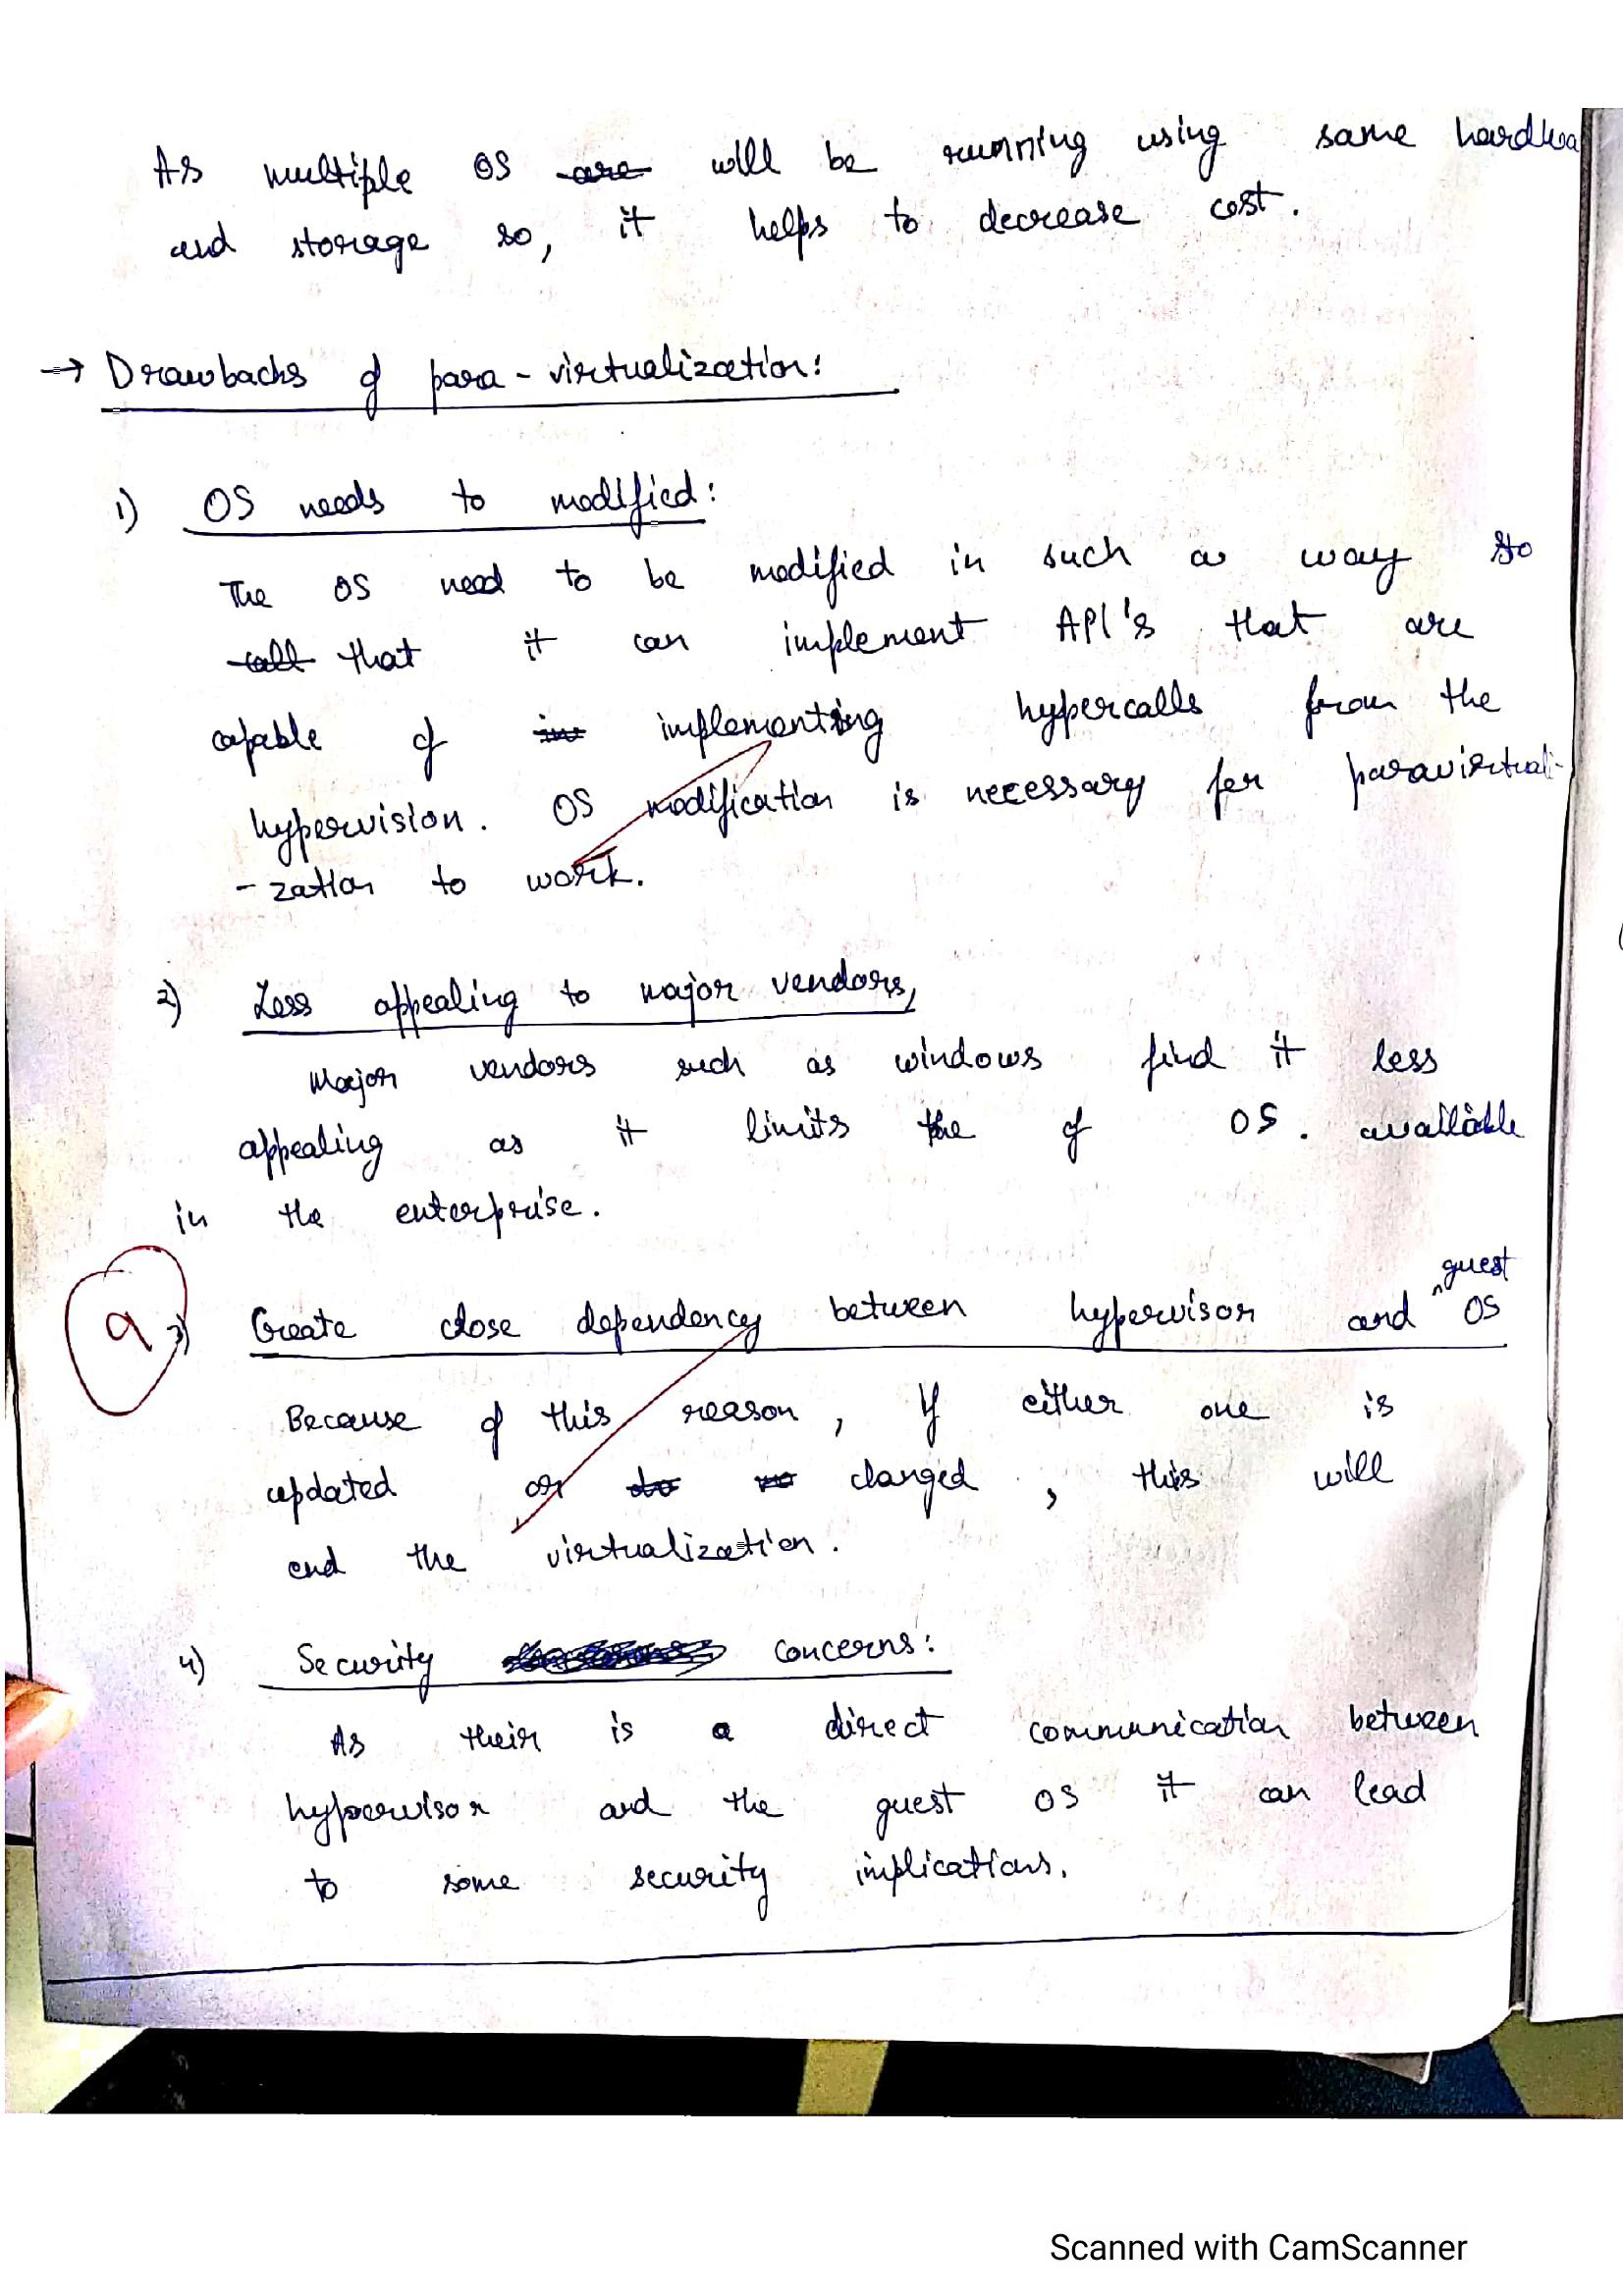 As multiple OS are will be running using same hardwa
and storage so, it helps to decrease cost.
→ Drawbacks of para-virtualization:
1) OS needs to modified:
The OS need to be modified in such a way so
call that it can implement API's that are
capable of im implementing hypercalls from the
hypervision. OS modification is necessary for paravirtuali-
-zation to work.
2) Less appealing to major vendors,
Major vendors such as windows find it less
appealing as it limits the of OS. available
in the enterprise.
9
guest
3) Create close dependency between hypervisor and ^ OS
Because of this reason, If either one is
updated or do changed, this will
end the virtualization.
4) Security concerns:
As their is a direct communication between
hypervisor and the guest OS it can lead
to some security implications.
Scanned with CamScanner